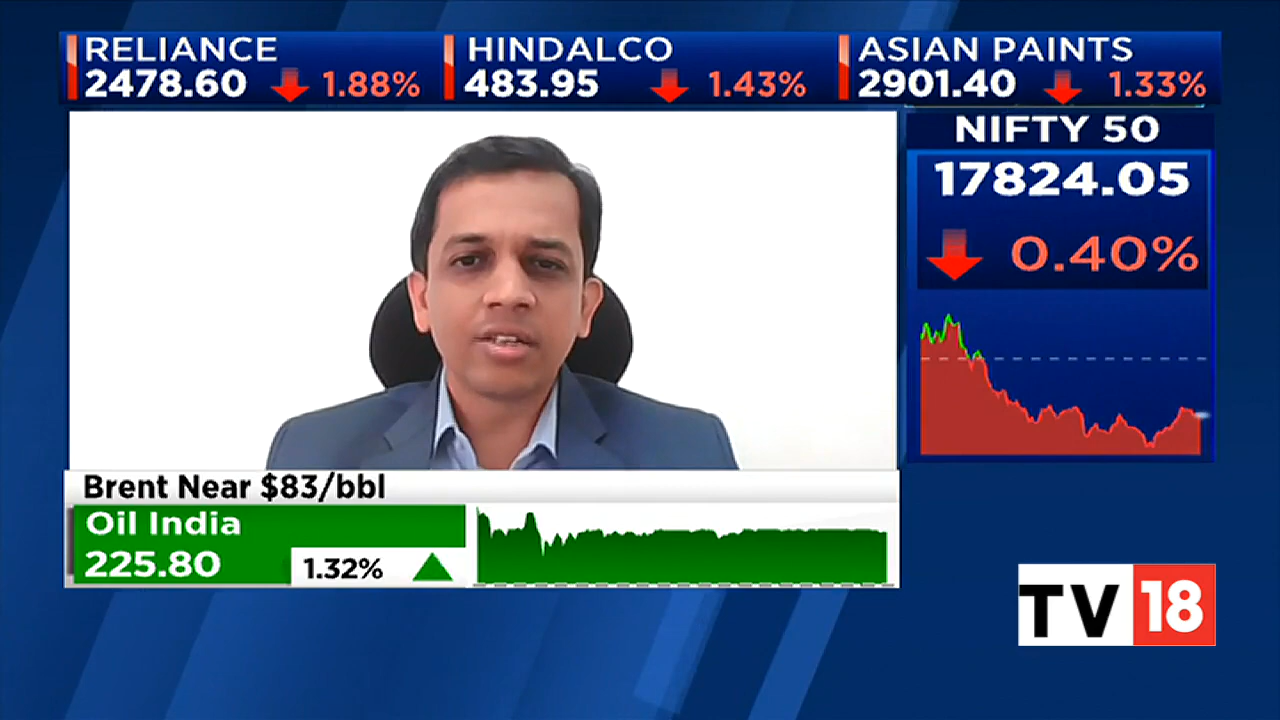 RELIANCE
2478.60 1.88%
HINDALCO
483.95 1.43%
ASIAN PAINTS
2901.40 1.33%
NIFTY 50
17824.05
0.40%
Brent Near $83/bbl
Oil India
225.80 1.32%
TV18